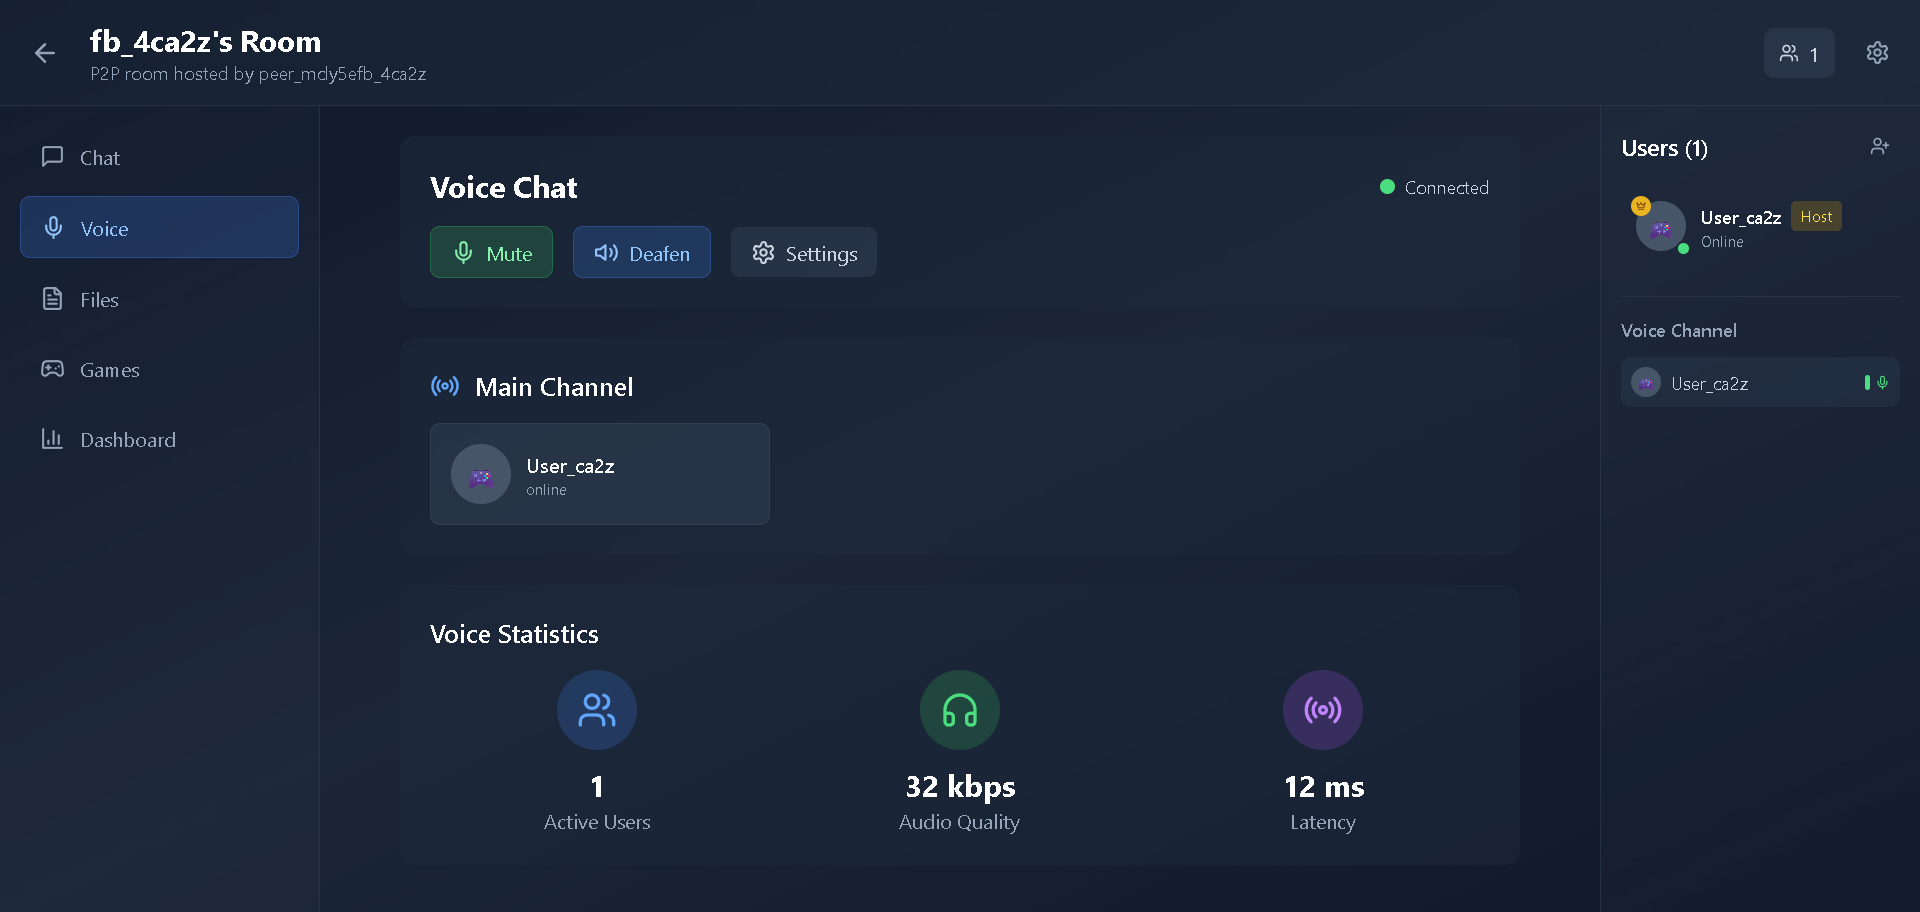 fb_4ca2z's Room
P2P room hosted by peer_mcly5efb_4ca2z
1
Chat
Voice
Files
Games
Dashboard
Voice Chat
Connected
Mute
Deafen
Settings
Main Channel
User_ca2z
online
Voice Statistics
1
Active Users
32 kbps
Audio Quality
12 ms
Latency
Users (1)
User_ca2z
Host
Online
Voice Channel
User_ca2z